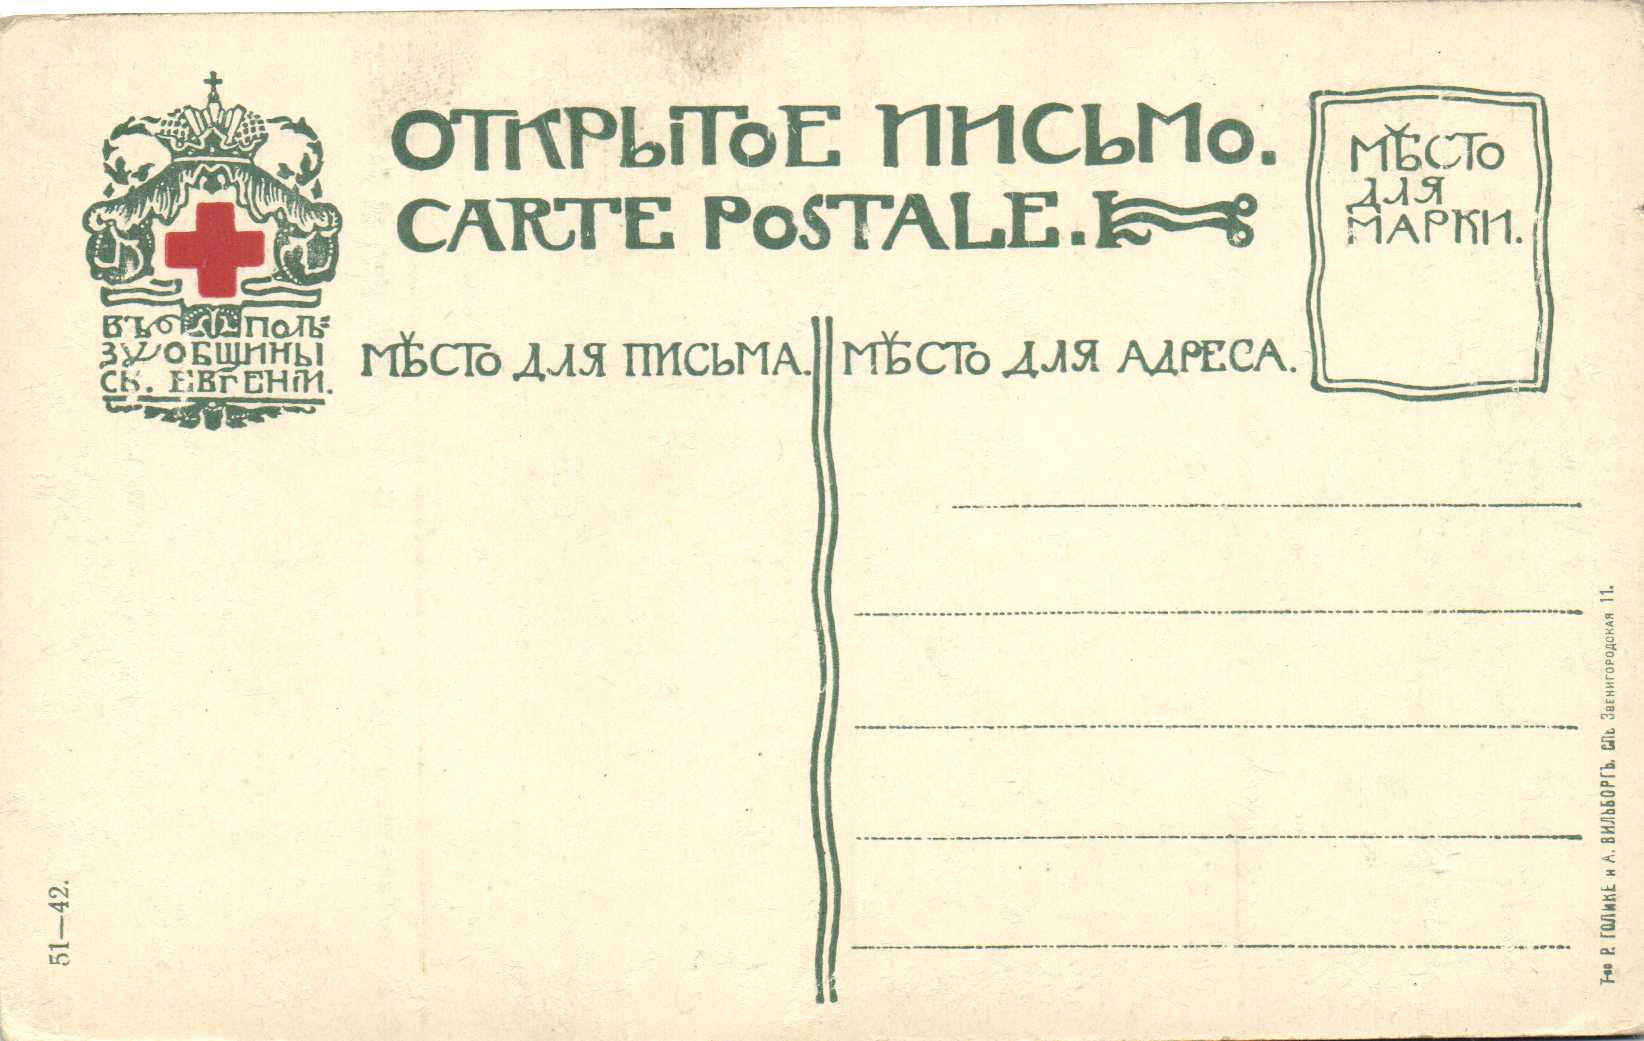 ОТКРЫТОЕ ПИСЬМО.
CARTE POSTALE.
МѢСТО
ДЛЯ
МАРКИ.
ВЪ ПОЛЬ=
ЗУ ОБЩИНЫ
СВ. ЕВГЕНІИ.
МѢСТО ДЛЯ ПИСЬМА.
МѢСТО ДЛЯ АДРЕСА.
51—42.
Т-во Р. ГОЛИКЕ и А. ВИЛЬБОРГЪ. СПБ. ЗВЕНИГОРОДСКАЯ 11.